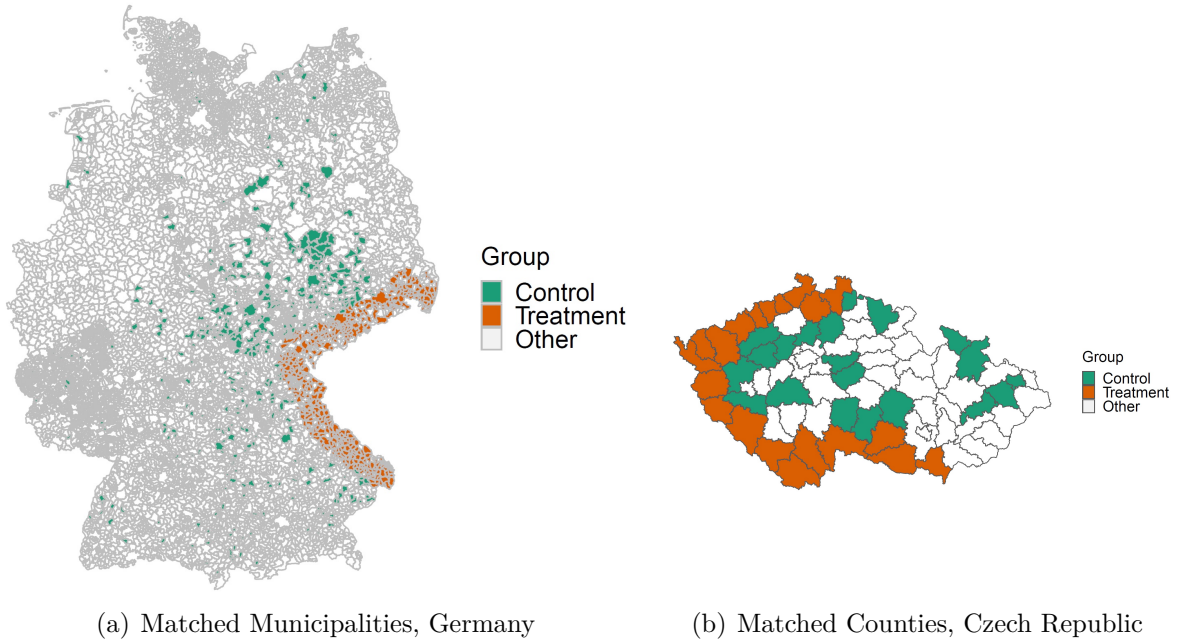 Group
Control
Treatment
Other
Group
Control
Treatment
Other
(a) Matched Municipalities, Germany
(b) Matched Counties, Czech Republic